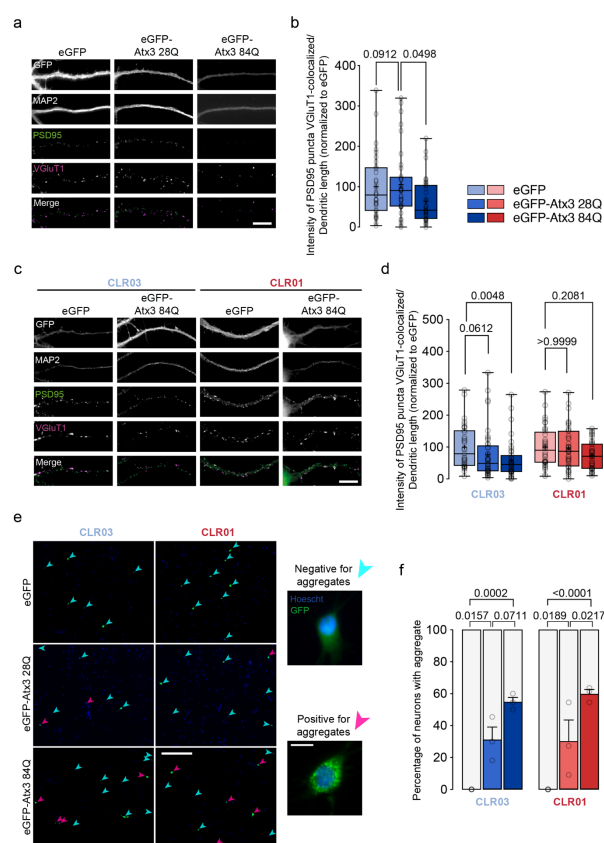 a
eGFP
eGFP-
Atx3 28Q
eGFP-
Atx3 84Q
GFP
MAP2
PSD95
VGluT1
Merge
b
Intensity of PSD95 puncta VGluT1-colocalized/
Dendritic length (normalized to eGFP)
400
300
200
100
0
0.0912
0.0498
eGFP
eGFP-Atx3 28Q
eGFP-Atx3 84Q
c
CLR03
CLR01
eGFP
eGFP-
Atx3 84Q
eGFP
eGFP-
Atx3 84Q
GFP
MAP2
PSD95
VGluT1
Merge
d
Intensity of PSD95 puncta VGluT1-colocalized/
Dendritic length (normalized to eGFP)
500
400
300
200
100
0
0.0048
0.0612
0.2081
>0.9999
CLR03
CLR01
e
CLR03
CLR01
eGFP
eGFP-Atx3 28Q
eGFP-Atx3 84Q
Negative for
aggregates
Hoescht
GFP
Positive for
aggregates
f
Percentage of neurons with aggregate
100
80
60
40
20
0
0.0002
0.0157
0.0711
<0.0001
0.0189
0.0217
CLR03
CLR01